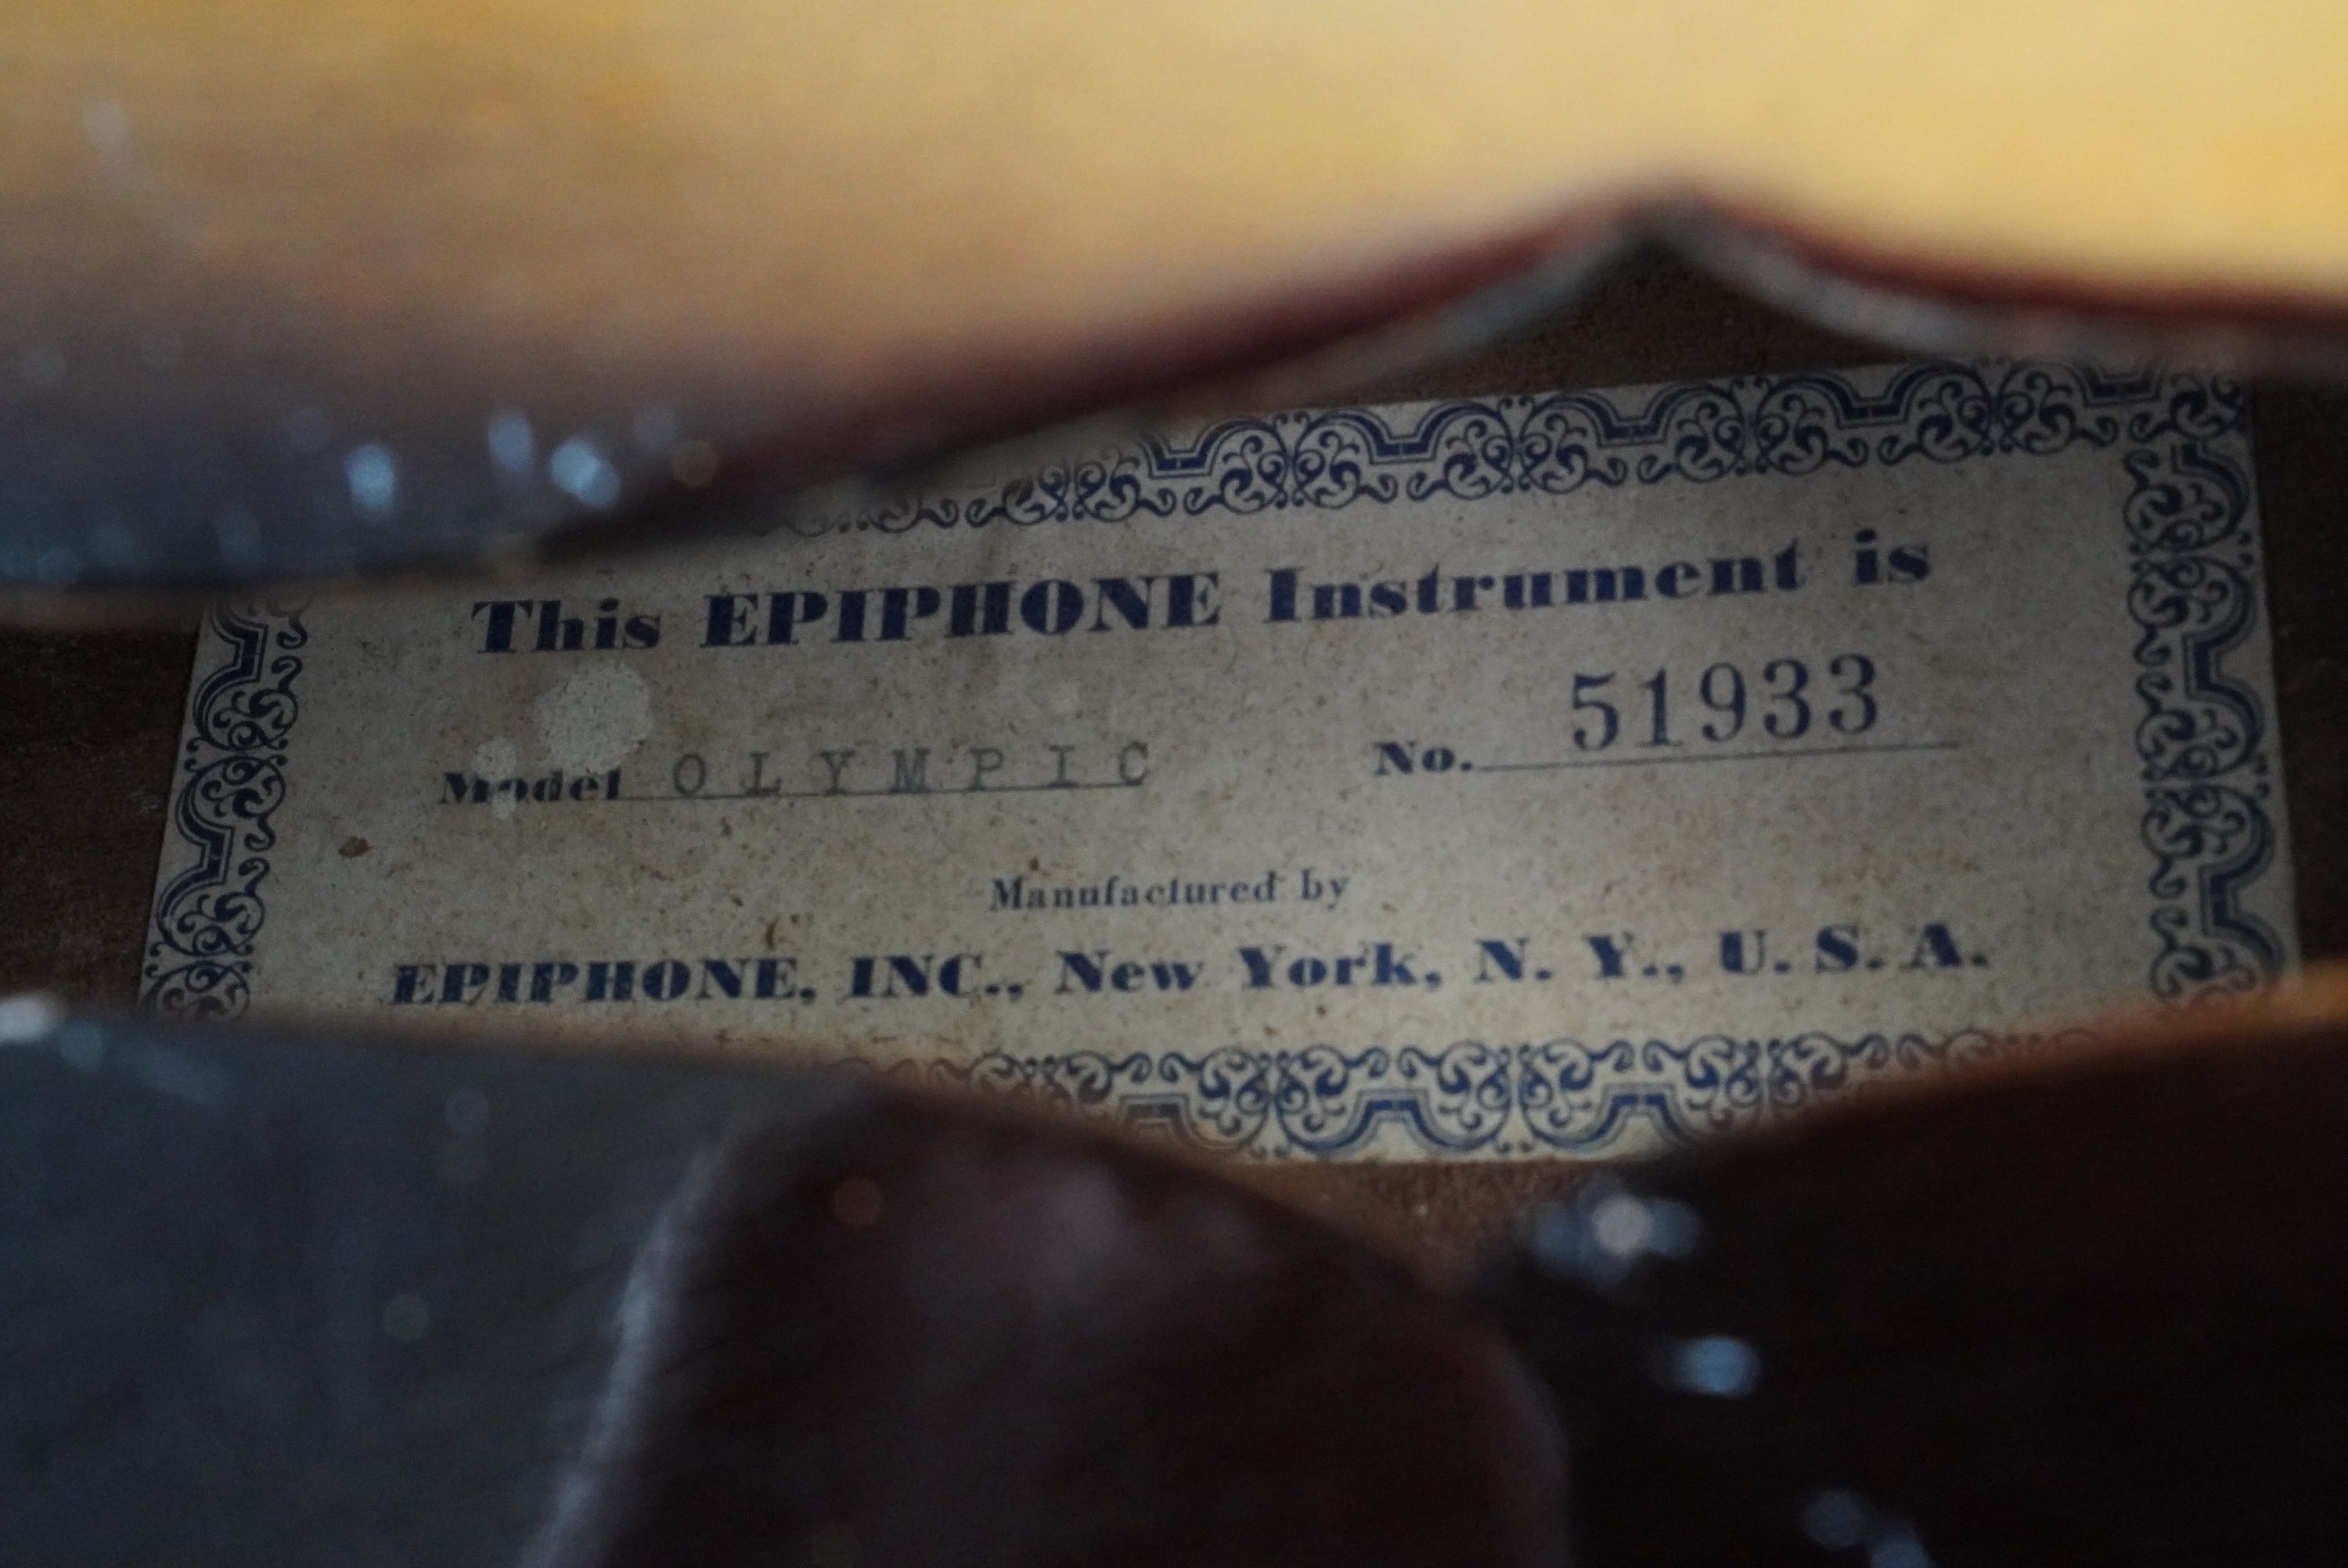 This EPIPHONE Instrument is
Model OLYMPIC No. 51933
Manufactured by
EPIPHONE, INC., New York, N. Y., U. S. A.